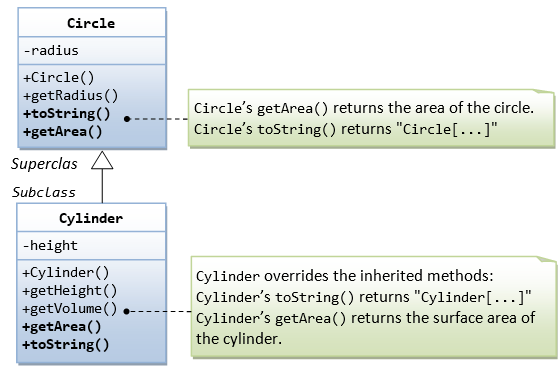 Circle
-radius
+Circle()
+getRadius()
+toString()
+getArea()
Circle's getArea() returns the area of the circle.
Circle's toString() returns "Circle[...]"
Superclas
Subclass
Cylinder
-height
+Cylinder()
+getHeight()
+getVolume()
+getArea()
+toString()
Cylinder overrides the inherited methods:
Cylinder's toString() returns "Cylinder[...]"
Cylinder's getArea() returns the surface area of
the cylinder.